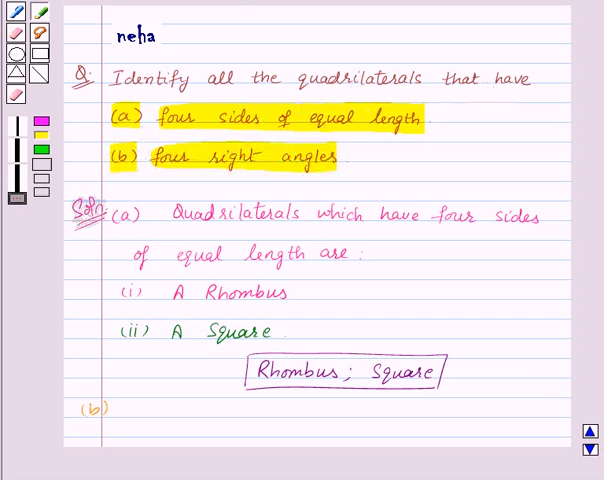 neha
Q. Identify all the quadrilaterals that have
(a) four sides of equal length.
(b) four right angles.
Soln: (a) Quadrilaterals which have four sides
of equal length are:
(i) A Rhombus
(ii) A Square.
Rhombus; Square
(b)